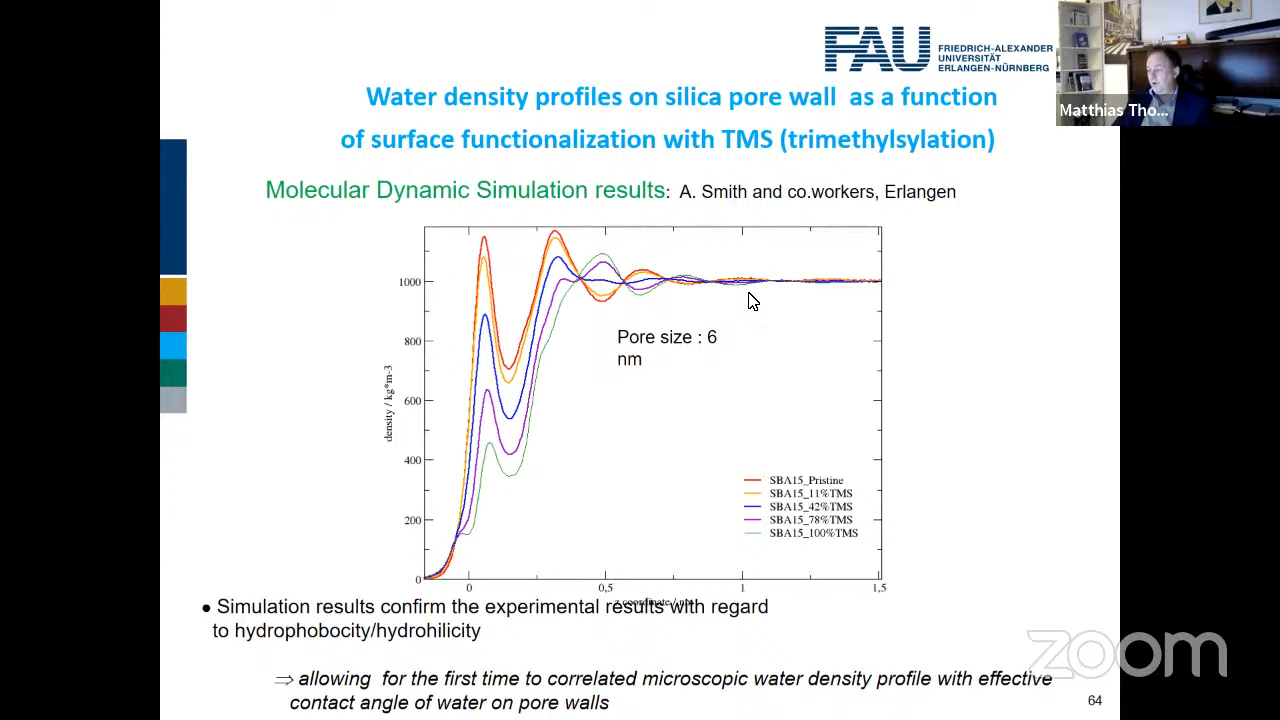 FAU FRIEDRICH-ALEXANDER
UNIVERSITÄT
ERLANGEN-NÜRNBERG
Matthias Tho...
Water density profiles on silica pore wall as a function
of surface functionalization with TMS (trimethylsylation)
Molecular Dynamic Simulation results: A. Smith and co.workers, Erlangen
1000
800
600
400
200
0
density / kg*m-3
Pore size : 6
nm
SBA15_Pristine
SBA15_11%TMS
SBA15_42%TMS
SBA15_78%TMS
SBA15_100%TMS
0 0,5 1 1,5
z coordinate /
• Simulation results confirm the experimental results with regard
to hydrophobocity/hydrohilicity
⇒ allowing for the first time to correlated microscopic water density profile with effective
contact angle of water on pore walls
zoom
64